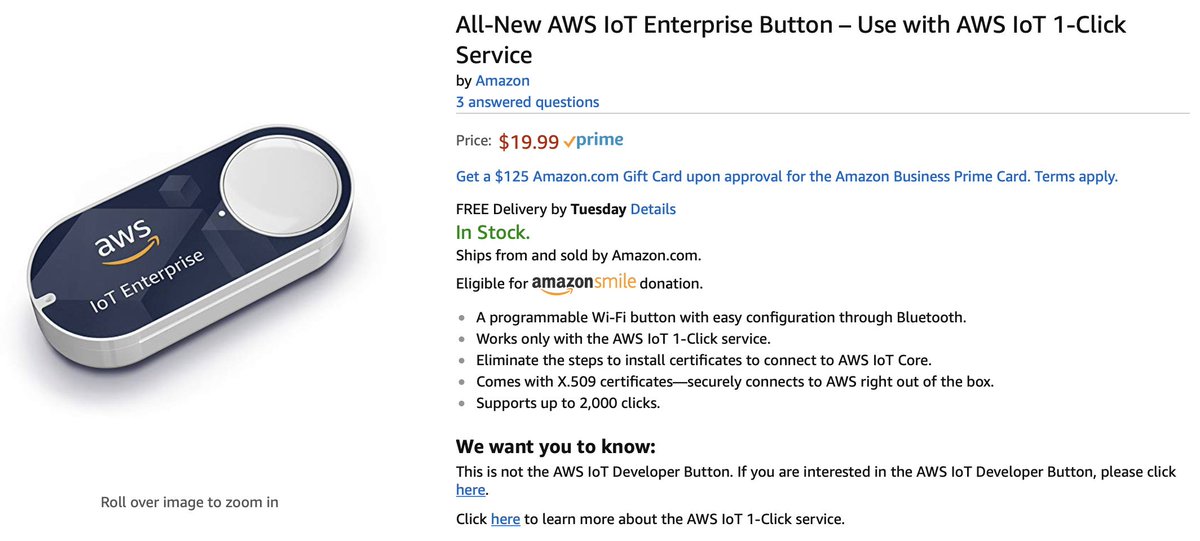 All-New AWS IoT Enterprise Button – Use with AWS IoT 1-Click
Service
by Amazon
3 answered questions
Price: $19.99 prime
Get a $125 Amazon.com Gift Card upon approval for the Amazon Business Prime Card. Terms apply.
FREE Delivery by Tuesday Details
In Stock.
Ships from and sold by Amazon.com.
Eligible for amazonsmile donation.
• A programmable Wi-Fi button with easy configuration through Bluetooth.
• Works only with the AWS IoT 1-Click service.
• Eliminate the steps to install certificates to connect to AWS IoT Core.
• Comes with X.509 certificates—securely connects to AWS right out of the box.
• Supports up to 2,000 clicks.
We want you to know:
This is not the AWS IoT Developer Button. If you are interested in the AWS IoT Developer Button, please click
here.
Click here to learn more about the AWS IoT 1-Click service.
aws
IoT Enterprise
Roll over image to zoom in